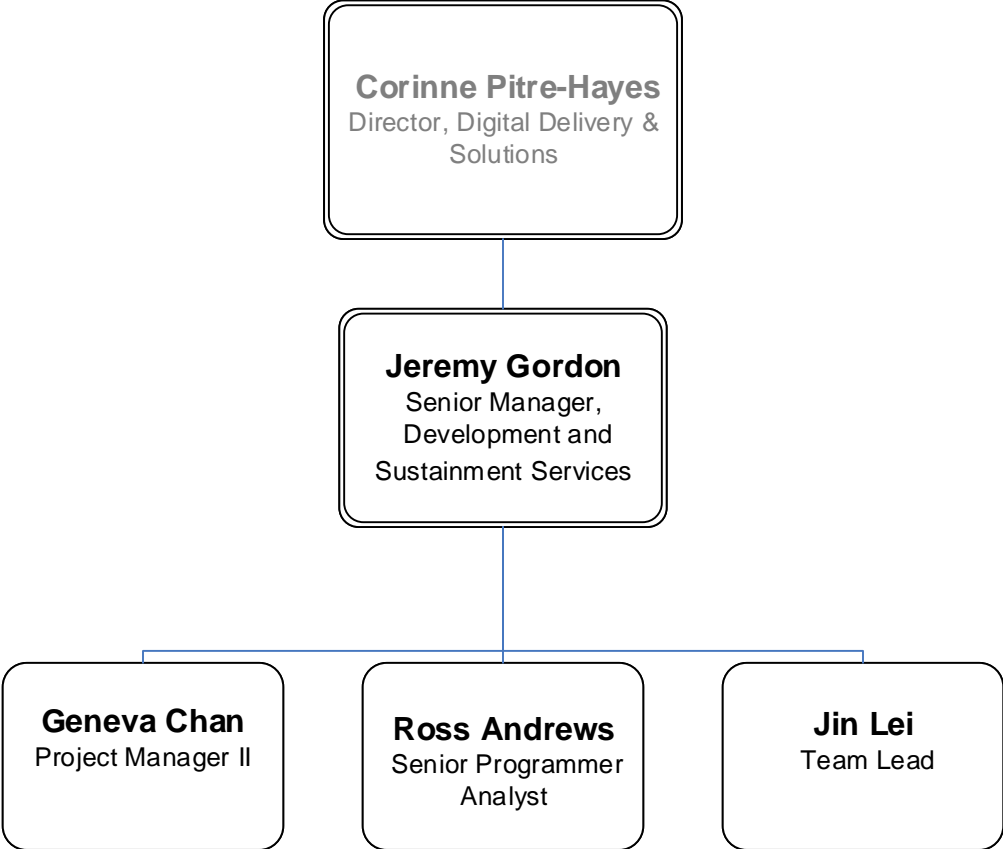 Corinne Pitre-Hayes
Director, Digital Delivery &
Solutions
Jeremy Gordon
Senior Manager,
Development and
Sustainment Services
Geneva Chan
Project Manager II
Ross Andrews
Senior Programmer
Analyst
Jin Lei
Team Lead